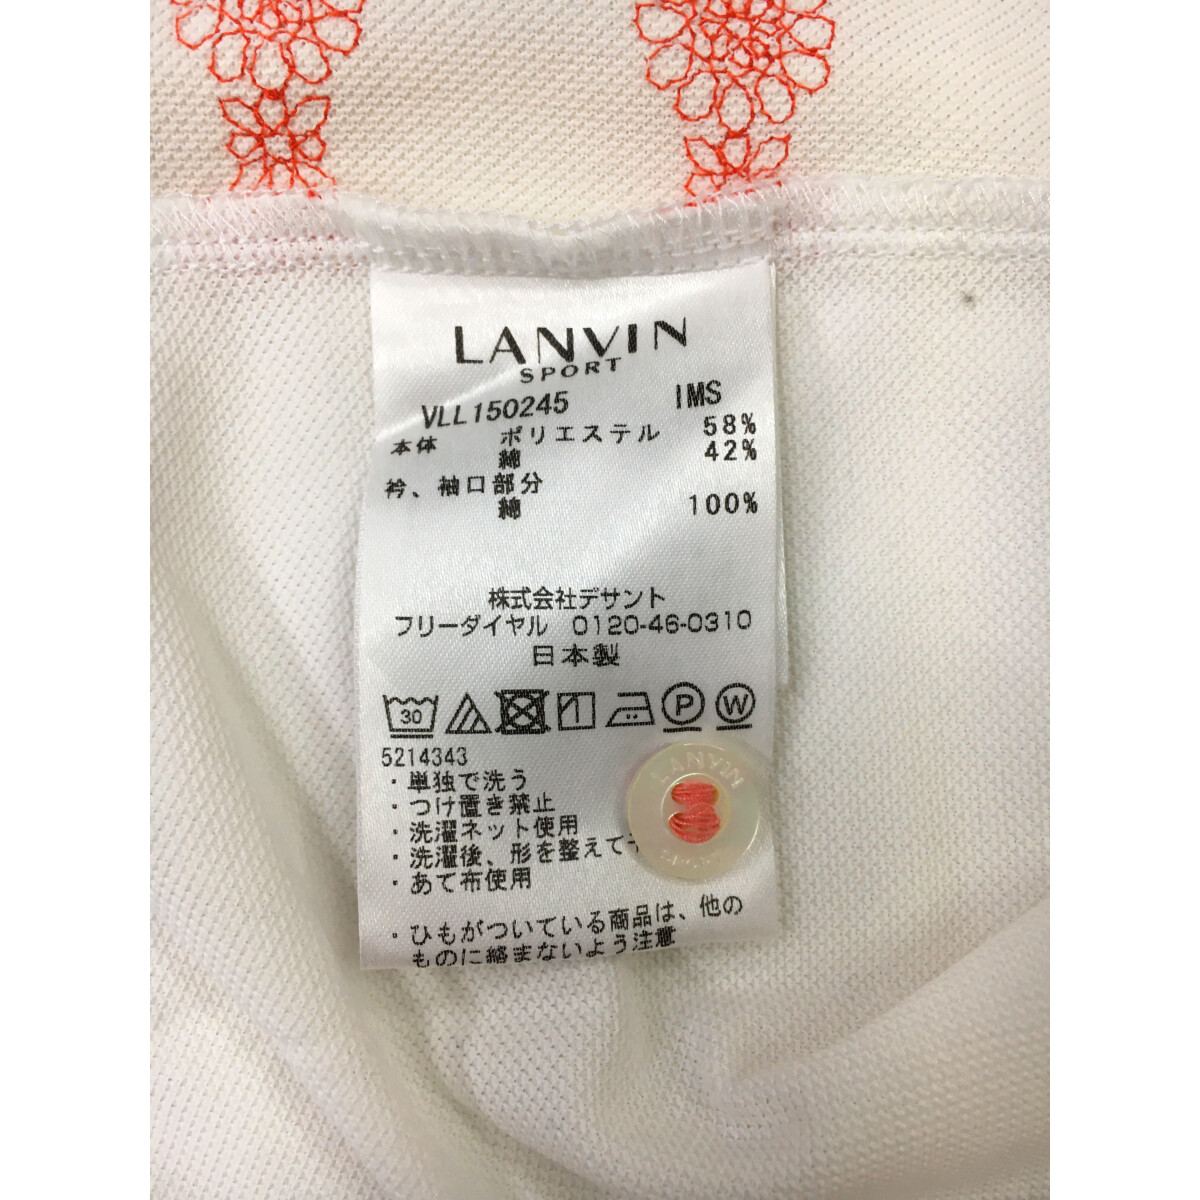 LANVIN
SPORT
VLL150245 IMS
本体 ポリエステル 58%
綿 42%
衿、袖口部分
綿 100%
株式会社デサント
フリーダイヤル 0120-46-0310
日本製
30 P W
5214343
・単独で洗う
・つけ置き禁止
・洗濯ネット使用
・洗濯後、形を整えて
・あて布使用
・ひもがついている商品は、他の
ものに絡まないよう注意
LANVIN